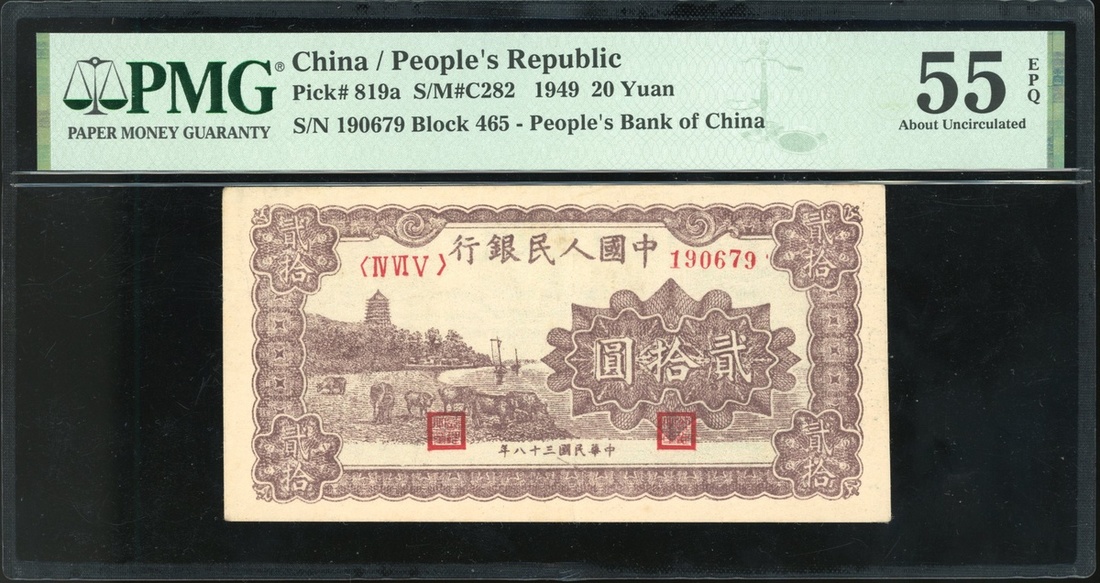 PMG®
PAPER MONEY GUARANTY
China / People's Republic
Pick# 819a S/M#C282 1949 20 Yuan
S/N 190679 Block 465 - People's Bank of China
55
EPQ
About Uncirculated
行銀民人國中
〈ⅣⅥⅤ〉
190679
貳拾
貳拾
圓拾貳
貳拾
貳拾
年八十三國民華中